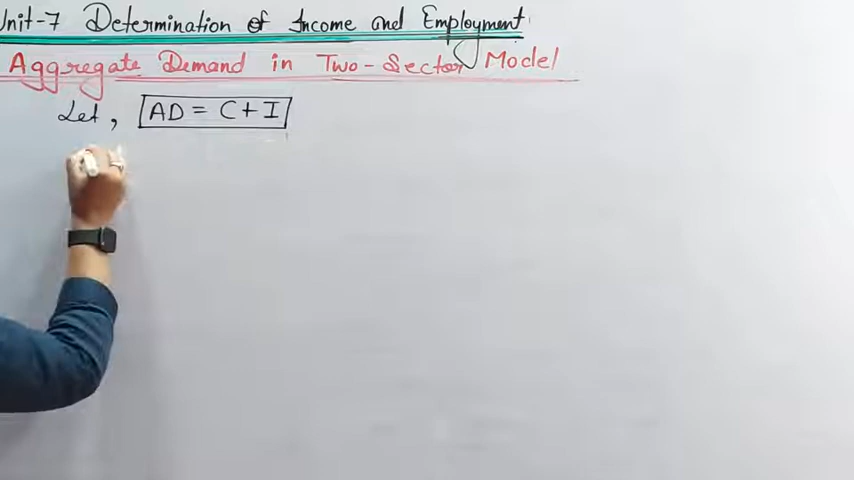 Unit-7 Determination of Income and Employment
Aggregate Demand in Two-Sector Model
Let, AD = C + I